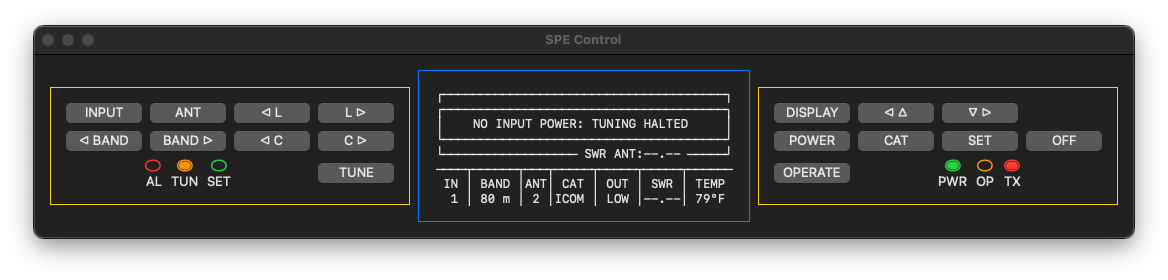 SPE Control
INPUT ANT ◁ L L ▷
◁ BAND BAND ▷ ◁ C C ▷
AL TUN SET TUNE
NO INPUT POWER: TUNING HALTED
SWR ANT:--.--
IN BAND ANT CAT OUT SWR TEMP
1 80 m 2 ICOM LOW --.-- 79°F
DISPLAY ◁ △ ▽ ▷
POWER CAT SET OFF
OPERATE PWR OP TX